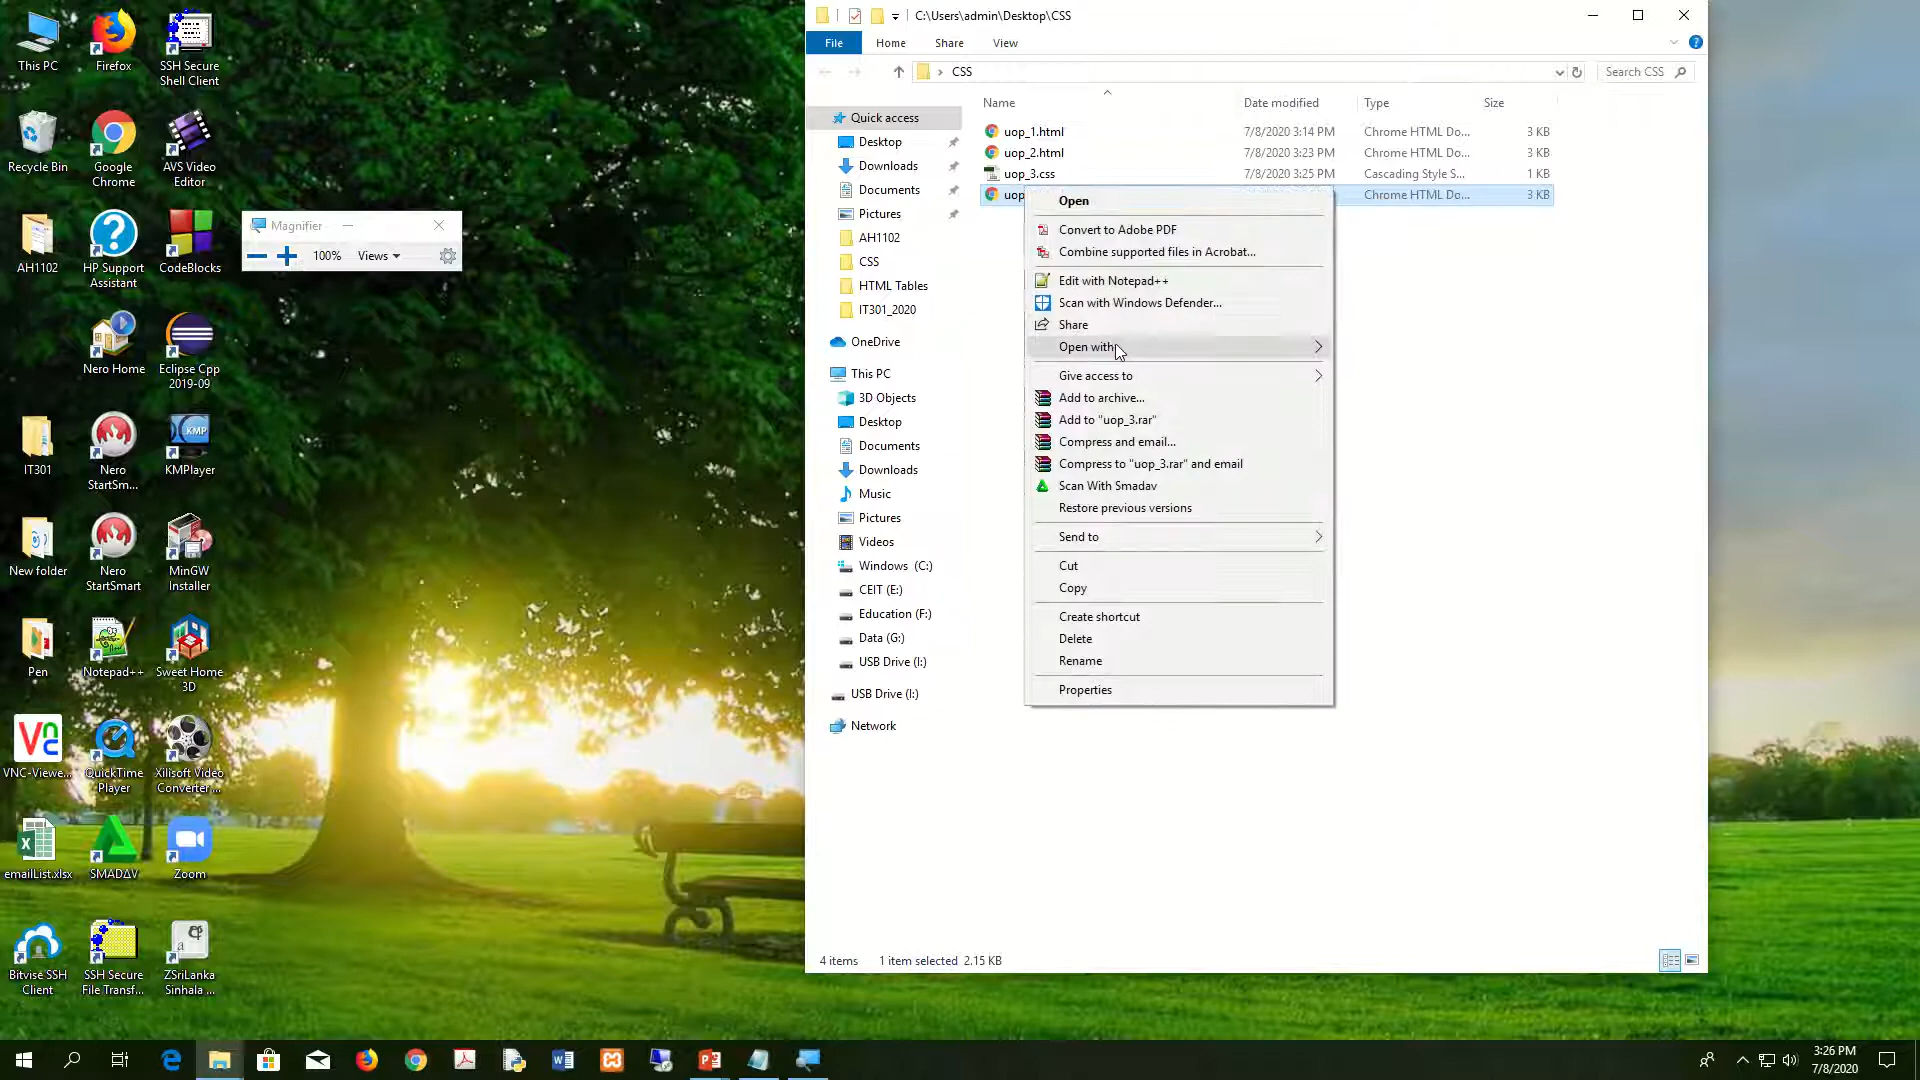 This PC
Firefox
SSH Secure
Shell Client
Recycle Bin
Google
Chrome
AVS Video
Editor
AH1102
HP Support
Assistant
CodeBlocks
Nero Home
Eclipse Cpp
2019-09
IT301
Nero
StartSm...
KMPlayer
New folder
Nero
StartSmart
MinGW
Installer
Pen
Notepad++
Sweet Home
3D
VNC-Viewe...
QuickTime
Player
Xilisoft Video
Converter ...
emailList.xlsx
SMADΔV
Zoom
Bitvise SSH
Client
SSH Secure
File Transf...
ZSriLanka
Sinhala ...
Magnifier
100%
Views
C:\Users\admin\Desktop\CSS
File
Home
Share
View
CSS
Search CSS
Name
Date modified
Type
Size
uop_1.html
7/8/2020 3:14 PM
Chrome HTML Do...
3 KB
uop_2.html
7/8/2020 3:23 PM
Chrome HTML Do...
3 KB
uop_3.css
7/8/2020 3:25 PM
Cascading Style S...
1 KB
uop
Chrome HTML Do...
3 KB
Quick access
Desktop
Downloads
Documents
Pictures
AH1102
CSS
HTML Tables
IT301_2020
OneDrive
This PC
3D Objects
Desktop
Documents
Downloads
Music
Pictures
Videos
Windows (C:)
CEIT (E:)
Education (F:)
Data (G:)
USB Drive (I:)
USB Drive (I:)
Network
Open
Convert to Adobe PDF
Combine supported files in Acrobat...
Edit with Notepad++
Scan with Windows Defender...
Share
Open with
Give access to
Add to archive...
Add to "uop_3.rar"
Compress and email...
Compress to "uop_3.rar" and email
Scan With Smadav
Restore previous versions
Send to
Cut
Copy
Create shortcut
Delete
Rename
Properties
4 items
1 item selected 2.15 KB
3:26 PM
7/8/2020